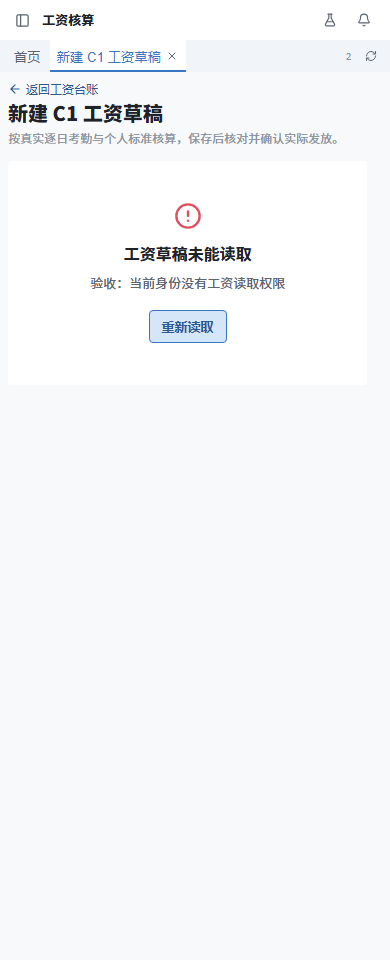 工资核算
首页
新建 C1 工资草稿
2
返回工资台账
新建 C1 工资草稿
按真实逐日考勤与个人标准核算，保存后核对并确认实际发放。
工资草稿未能读取
验收：当前身份没有工资读取权限
重新读取